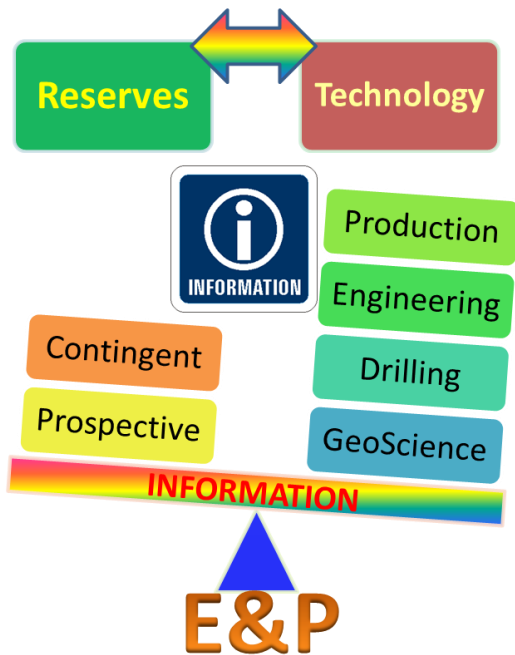 Reserves
Technology
INFORMATION
Production
Engineering
Contingent
Drilling
Prospective
GeoScience
INFORMATION
E&P